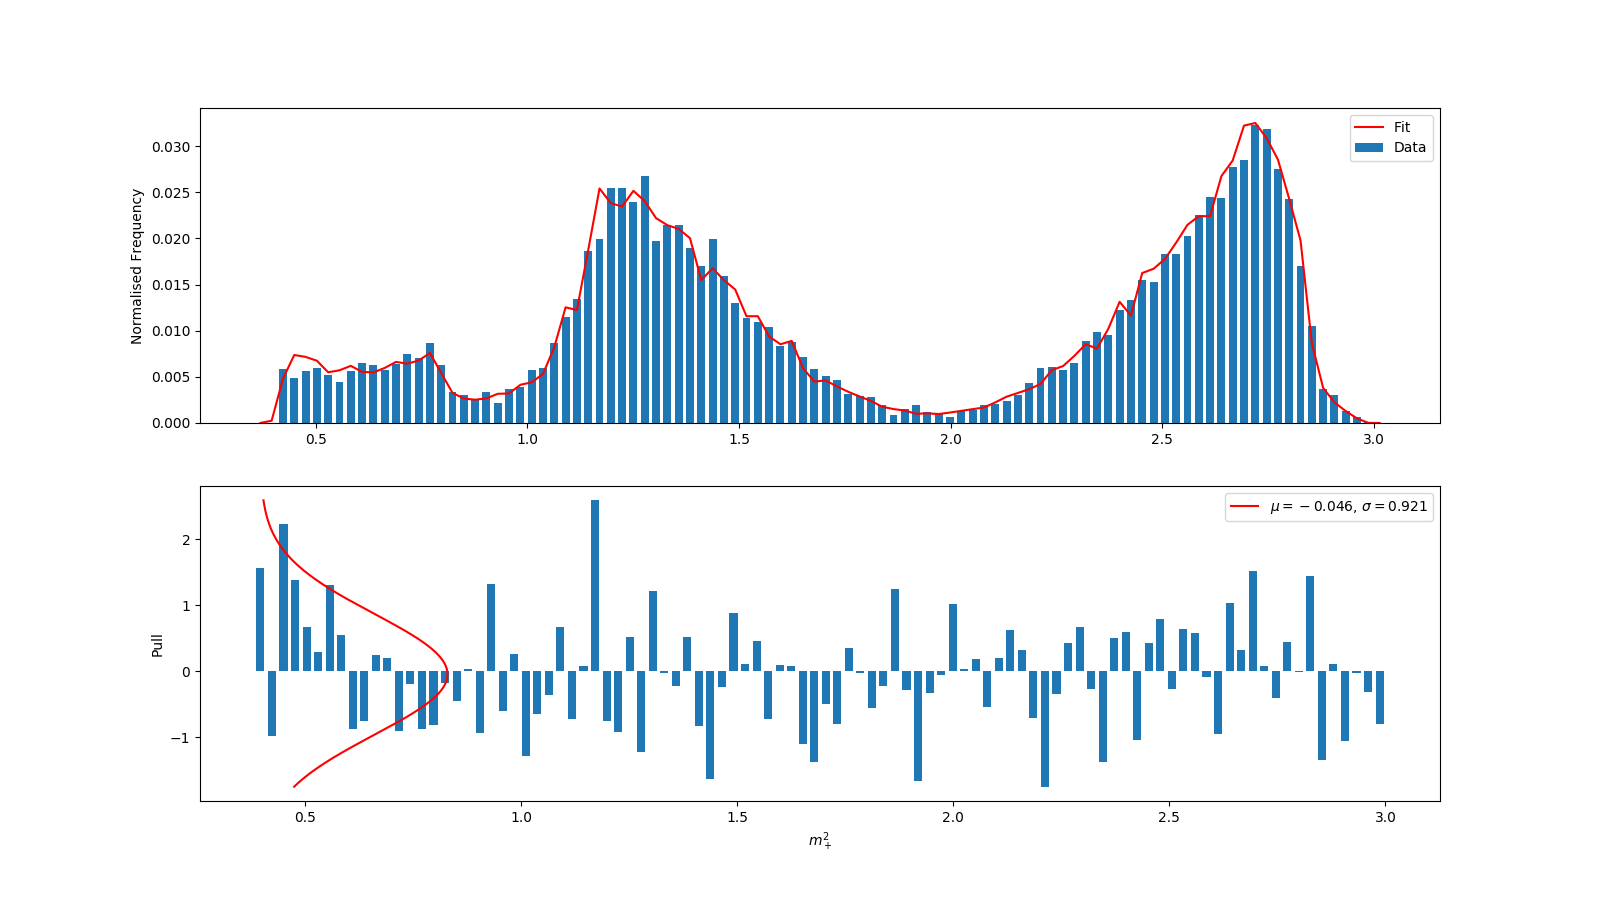 Normalised Frequency
0.030
0.025
0.020
0.015
0.010
0.005
0.000
Fit
Data
0.5 1.0 1.5 2.0 2.5 3.0
Pull
2
1
0
−1
μ = − 0.046, σ = 0.921
0.5 1.0 1.5 2.0 2.5 3.0
m²₊